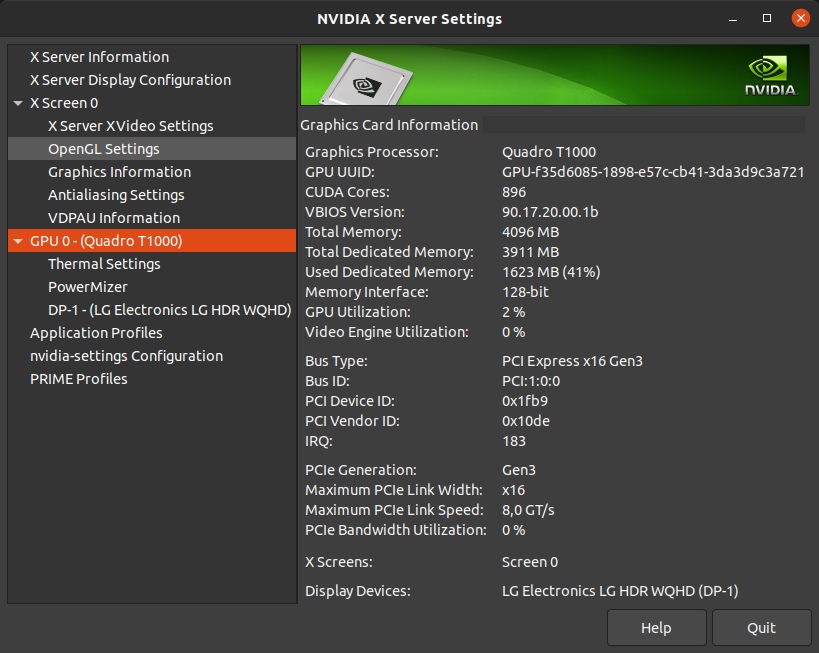 NVIDIA X Server Settings
X Server Information
X Server Display Configuration
X Screen 0
X Server XVideo Settings
OpenGL Settings
Graphics Information
Antialiasing Settings
VDPAU Information
GPU 0 - (Quadro T1000)
Thermal Settings
PowerMizer
DP-1 - (LG Electronics LG HDR WQHD)
Application Profiles
nvidia-settings Configuration
PRIME Profiles
NVIDIA.
Graphics Card Information
Graphics Processor: Quadro T1000
GPU UUID: GPU-f35d6085-1898-e57c-cb41-3da3d9c3a721
CUDA Cores: 896
VBIOS Version: 90.17.20.00.1b
Total Memory: 4096 MB
Total Dedicated Memory: 3911 MB
Used Dedicated Memory: 1623 MB (41%)
Memory Interface: 128-bit
GPU Utilization: 2 %
Video Engine Utilization: 0 %
Bus Type: PCI Express x16 Gen3
Bus ID: PCI:1:0:0
PCI Device ID: 0x1fb9
PCI Vendor ID: 0x10de
IRQ: 183
PCIe Generation: Gen3
Maximum PCIe Link Width: x16
Maximum PCIe Link Speed: 8,0 GT/s
PCIe Bandwidth Utilization: 0 %
X Screens: Screen 0
Display Devices: LG Electronics LG HDR WQHD (DP-1)
Help Quit